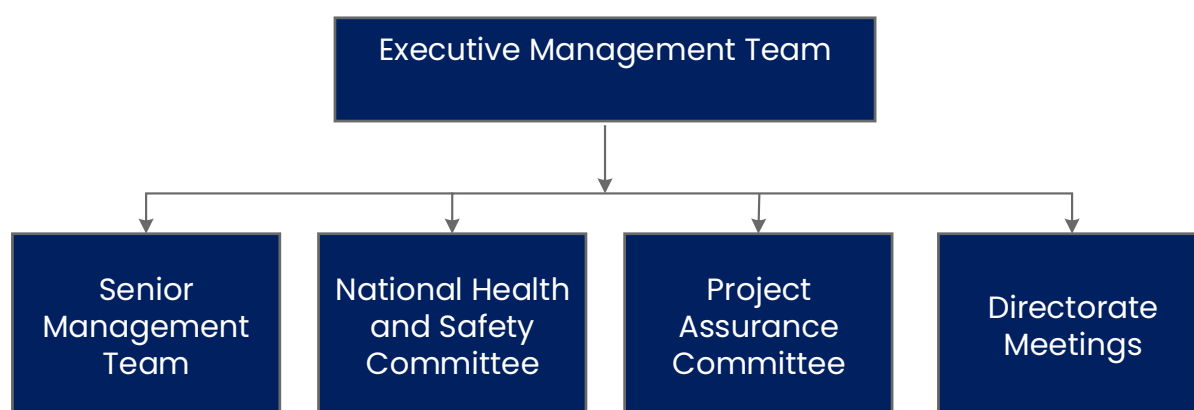 Executive Management Team
Senior
Management
Team
National Health
and Safety
Committee
Project
Assurance
Committee
Directorate
Meetings